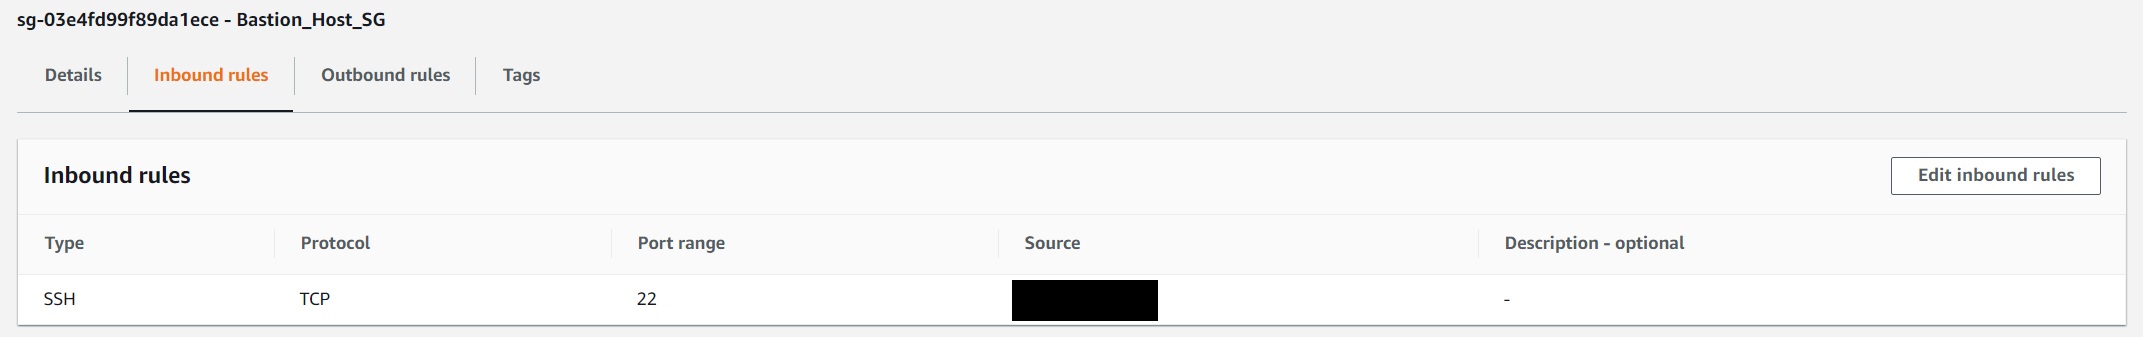 sg-03e4fd99f89da1ece - Bastion_Host_SG
Details Inbound rules Outbound rules Tags
Inbound rules Edit inbound rules
Type Protocol Port range Source Description - optional
SSH TCP 22 -